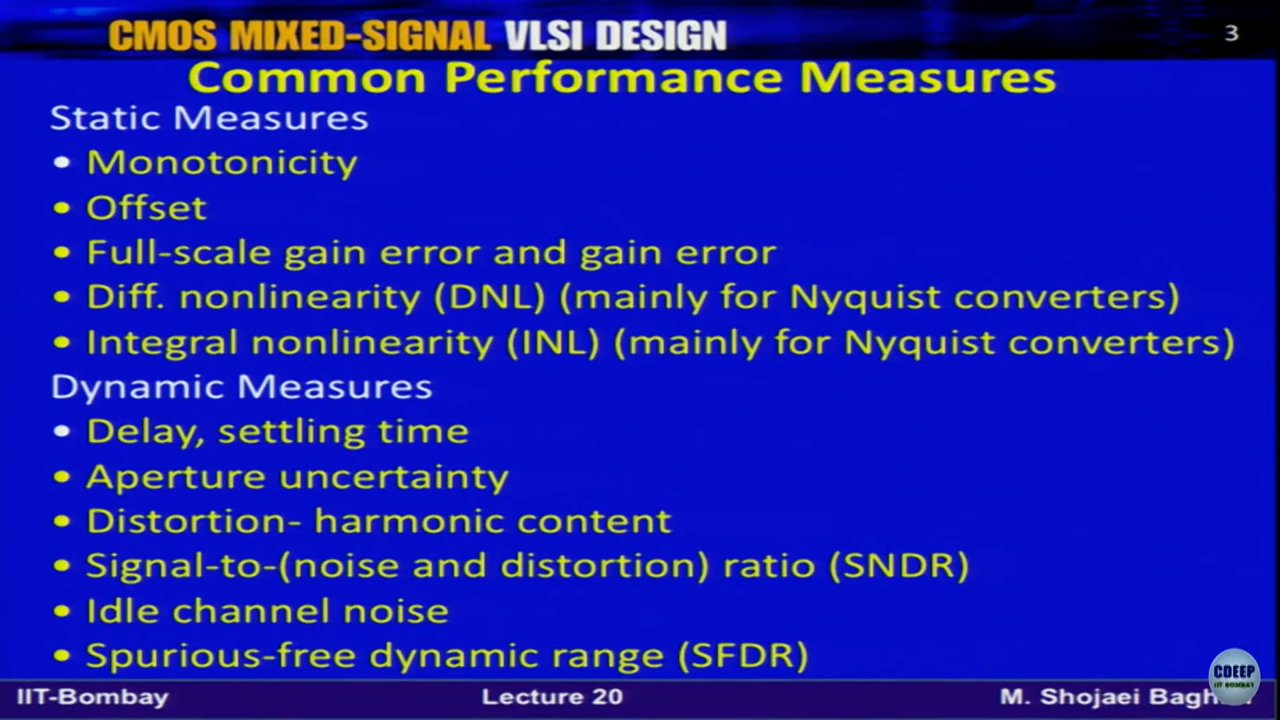 CMOS MIXED-SIGNAL VLSI DESIGN
3
Common Performance Measures
Static Measures
• Monotonicity
• Offset
• Full-scale gain error and gain error
• Diff. nonlinearity (DNL) (mainly for Nyquist converters)
• Integral nonlinearity (INL) (mainly for Nyquist converters)
Dynamic Measures
• Delay, settling time
• Aperture uncertainty
• Distortion- harmonic content
• Signal-to-(noise and distortion) ratio (SNDR)
• Idle channel noise
• Spurious-free dynamic range (SFDR)
CDEEP
IIT BOMBAY
IIT-Bombay
Lecture 20
M. Shojaei